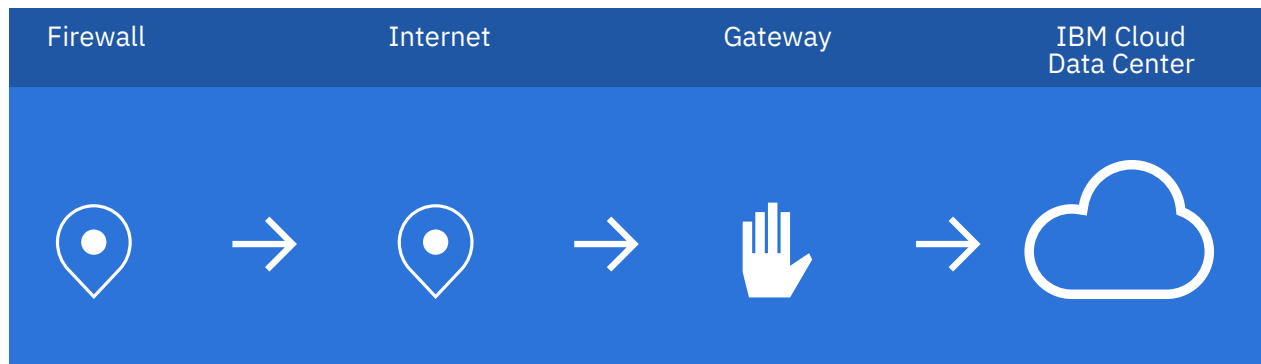 Firewall
Internet
Gateway
IBM Cloud
Data Center